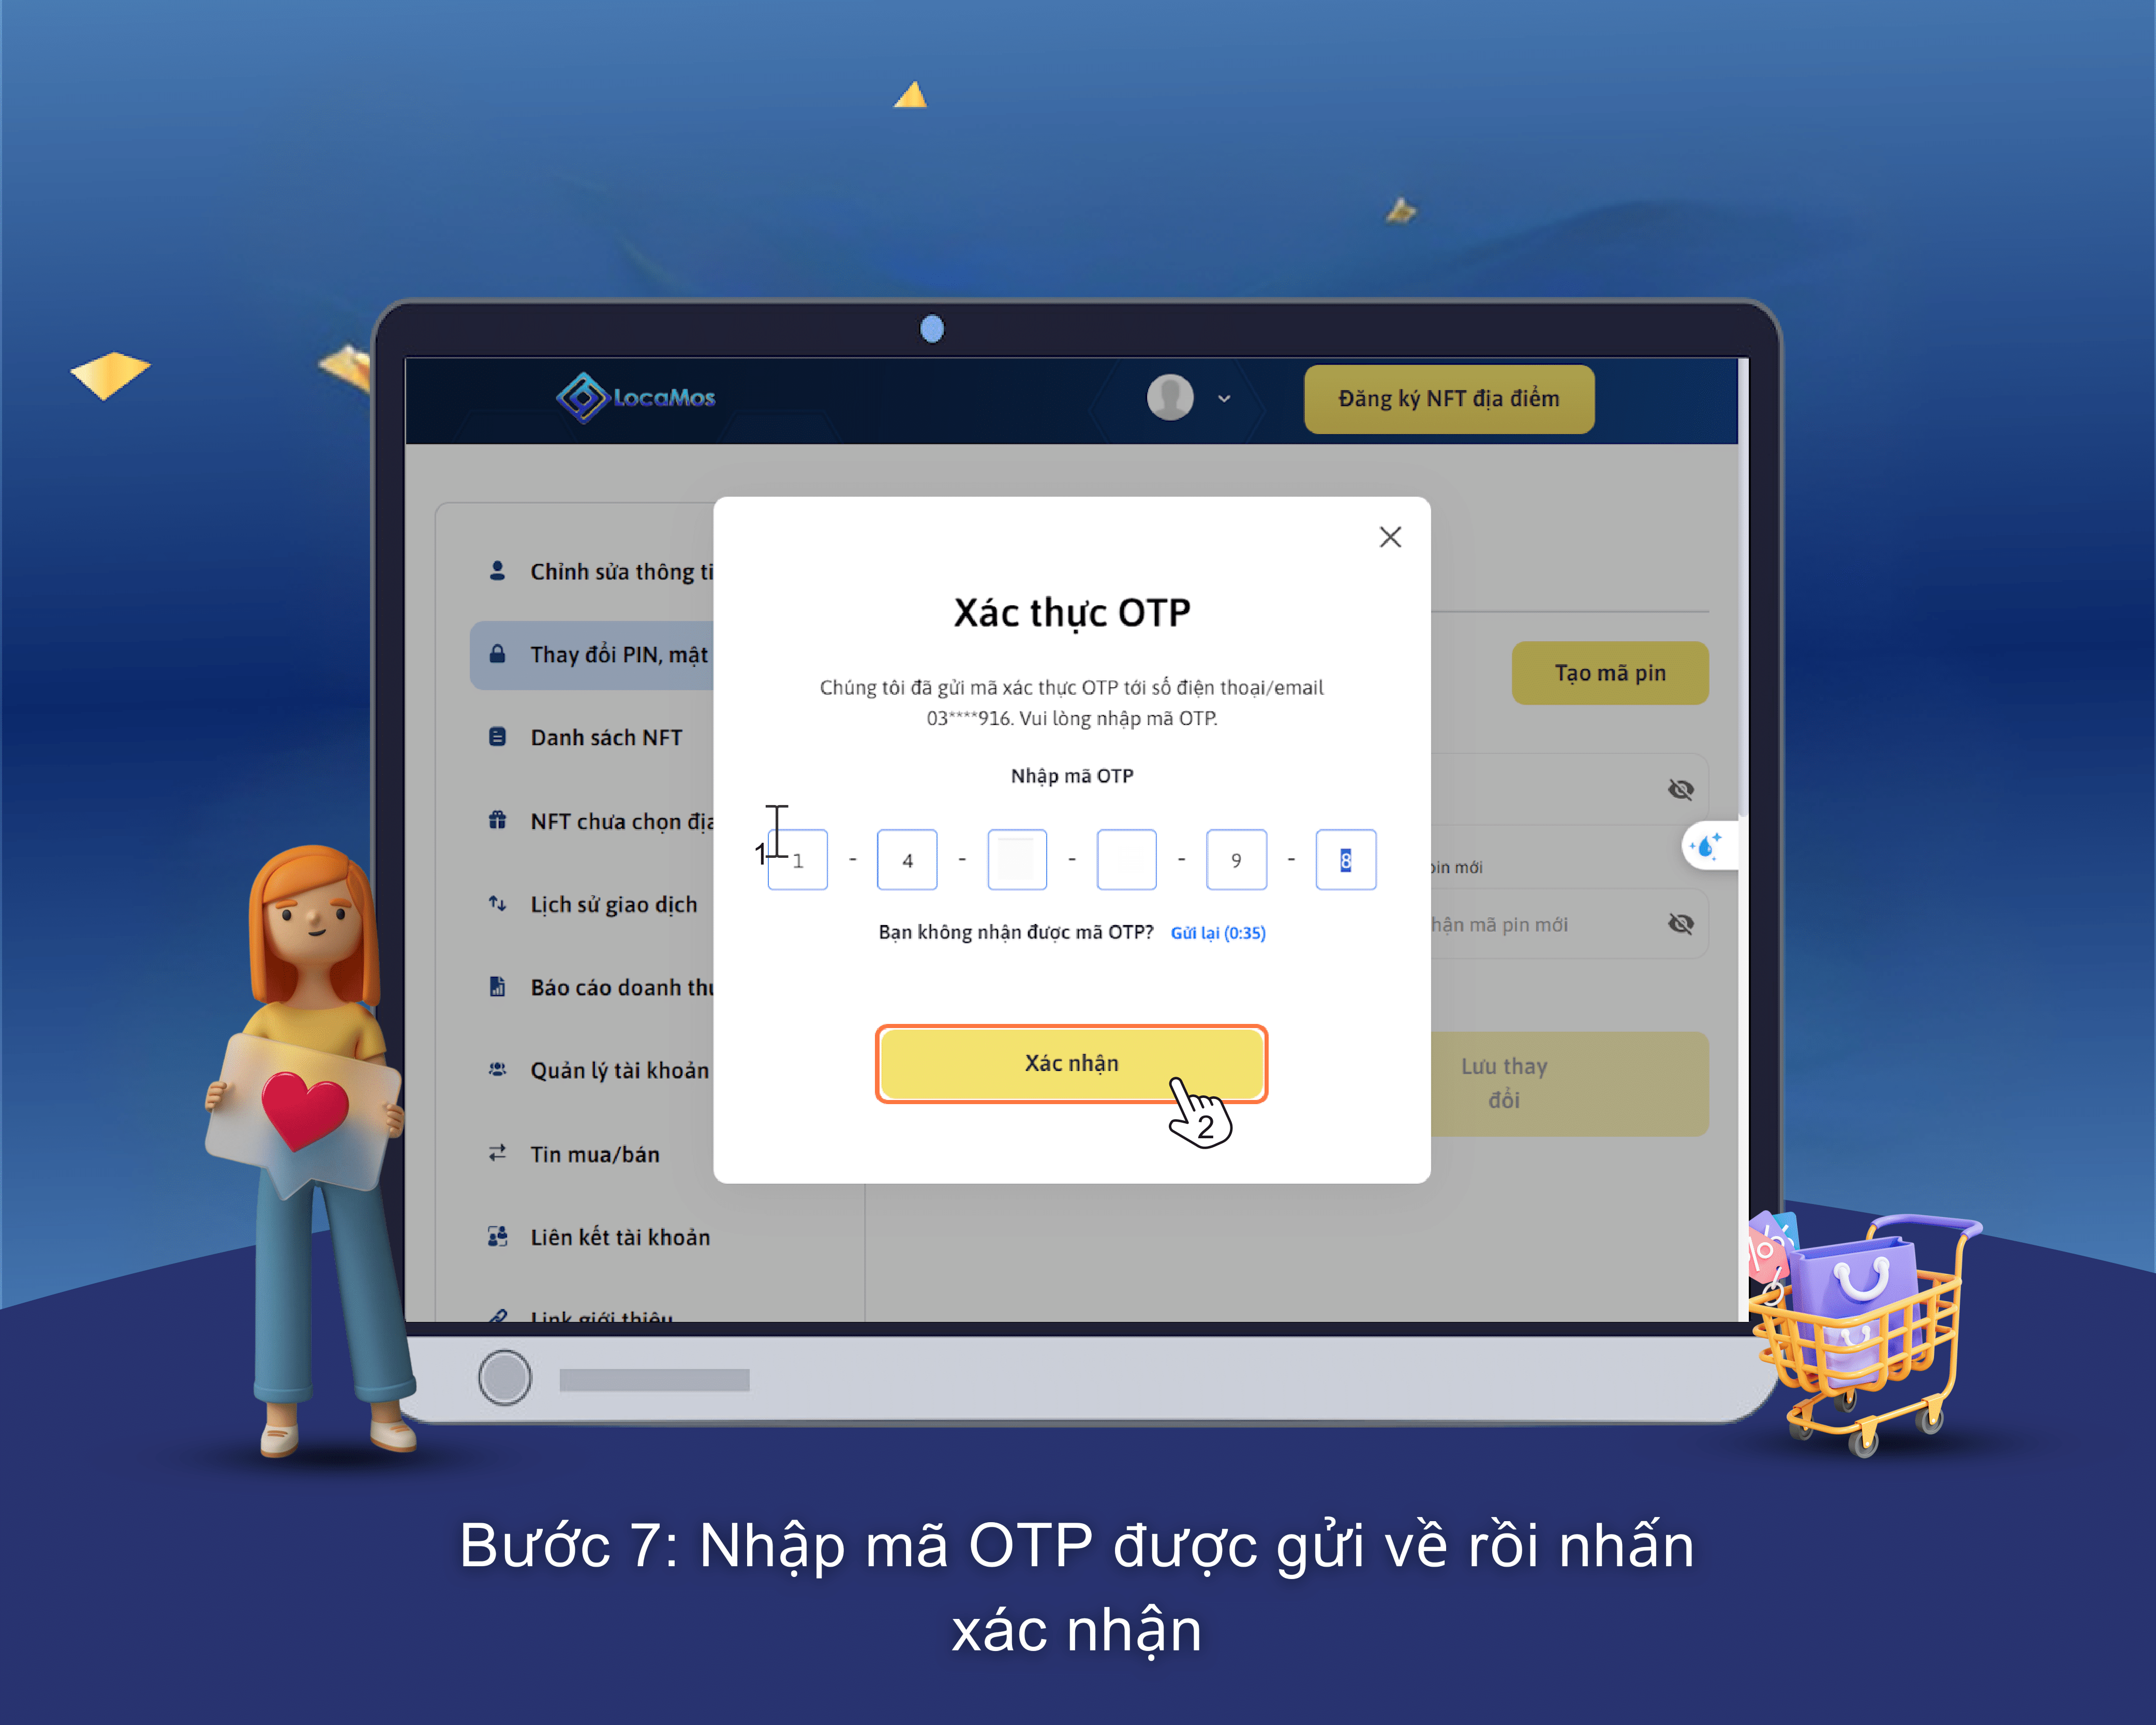 LocaMos
Đăng ký NFT địa điểm
Chỉnh sửa thông ti
Thay đổi PIN, mật
Danh sách NFT
NFT chưa chọn địa
Lịch sử giao dịch
Báo cáo doanh thu
Quản lý tài khoản
Tin mua/bán
Liên kết tài khoản
Link giới thiệu
Xác thực OTP
Chúng tôi đã gửi mã xác thực OTP tới số điện thoại/email
03****916. Vui lòng nhập mã OTP.
Nhập mã OTP
1
1 - 4 - - - 9 - 8
Bạn không nhận được mã OTP? Gửi lại (0:35)
Xác nhận
2
Tạo mã pin
pin mới
hận mã pin mới
Lưu thay
đổi
%
Bước 7: Nhập mã OTP được gửi về rồi nhấn
xác nhận